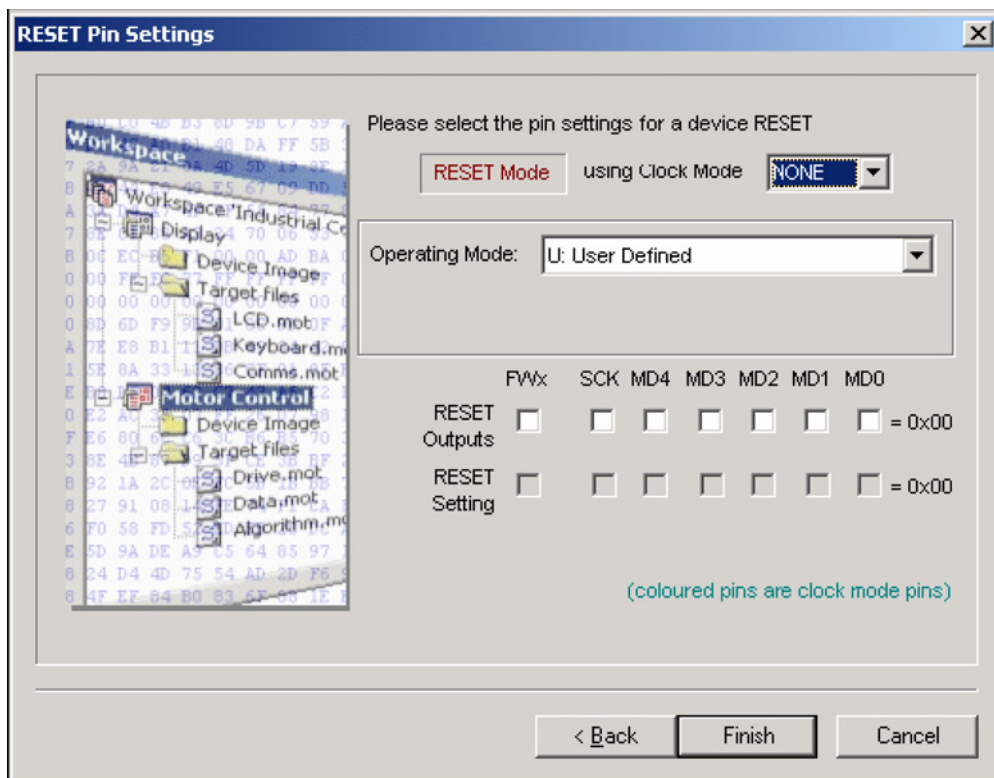 RESET Pin Settings
Please select the pin settings for a device RESET
RESET Mode using Clock Mode NONE
Operating Mode: U: User Defined
FWx SCK MD4 MD3 MD2 MD1 MD0
RESET Outputs = 0x00
RESET Setting = 0x00
(coloured pins are clock mode pins)
< Back Finish Cancel
Workspace
Workspace "Industrial Ce
Display
Device Image
Target files
LCD.mot
Keyboard.m
Comms.mot
Motor Control
Device Image
Target files
Drive.mot
Data.mot
Algorithm.m